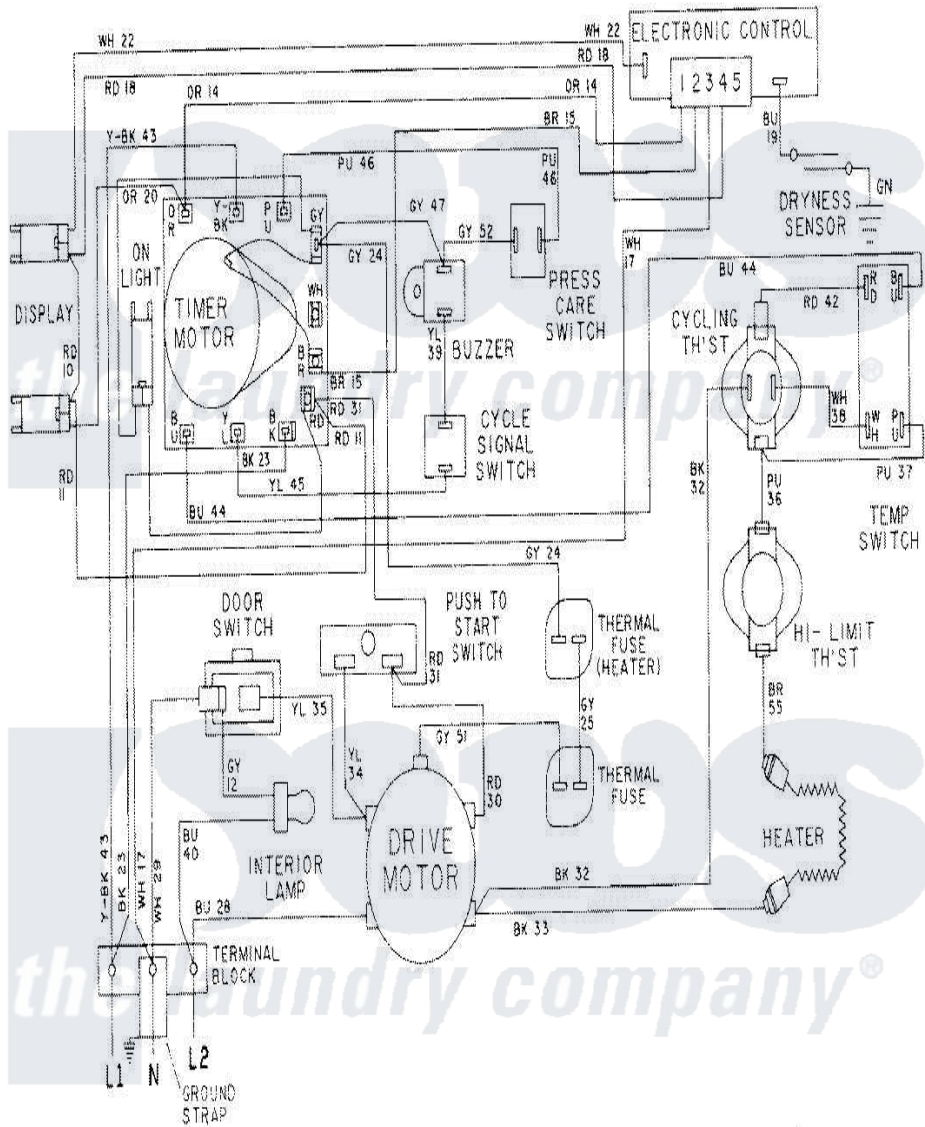 WH 22
WH 22
ELECTRONIC CONTROL
RD 18
RD 18
OR 14
OR 14
1 2 3 4 5
BR 15
BU 19
Y-BK 43
PU 46
PU 46
OR 20
GY 47
GN
DRYNESS SENSOR
O R
Y-BK
P U
GY
GY 52
WH 17
ON LIGHT
GY 24
BU 44
PRESS CARE SWITCH
R D
B U
RD 42
DISPLAY
TIMER MOTOR
WH
CYCLING TH'ST
YL 39
BUZZER
RD 10
B R
BR 15
the laundry company®
RD
RD 31
RD 11
WH 38
CYCLE SIGNAL SWITCH
W H
P U
B U
Y L
B K
BK 23
BK 32
PU 37
RD 11
YL 45
PU 36
BU 44
TEMP SWITCH
GY 24
DOOR SWITCH
PUSH TO START SWITCH
THERMAL FUSE (HEATER)
HI-LIMIT TH'ST
RD 31
BR 55
YL 35
GY 25
GY 51
YL 34
GY 12
RD 30
THERMAL FUSE
BU 40
DRIVE MOTOR
HEATER
INTERIOR LAMP
Y-BK 43
BK 23
WH 17
WH 29
BK 32
BU 28
BK 33
TERMINAL BLOCK
the laundry company®
L1
N
L2
GROUND STRAP